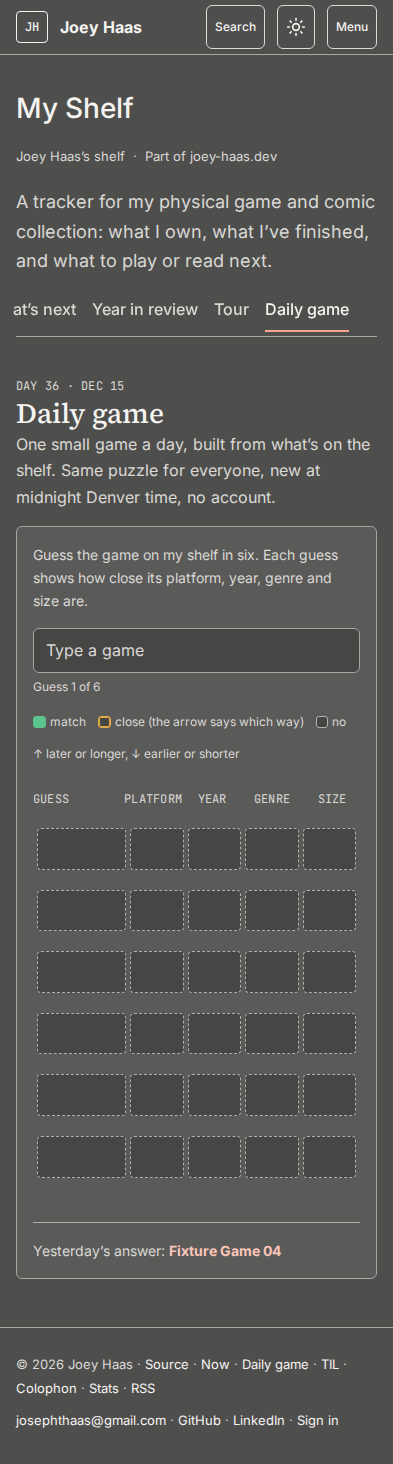 JH Joey Haas Search Menu
My Shelf
Joey Haas’s shelf · Part of joey-haas.dev
A tracker for my physical game and comic
collection: what I own, what I’ve finished,
and what to play or read next.
at’s next Year in review Tour Daily game
DAY 36 · DEC 15
Daily game
One small game a day, built from what’s on the
shelf. Same puzzle for everyone, new at
midnight Denver time, no account.
Guess the game on my shelf in six. Each guess
shows how close its platform, year, genre and
size are.
Type a game
Guess 1 of 6
match close (the arrow says which way) no
↑ later or longer, ↓ earlier or shorter
GUESS PLATFORM YEAR GENRE SIZE
Yesterday’s answer: Fixture Game 04
© 2026 Joey Haas · Source · Now · Daily game · TIL ·
Colophon · Stats · RSS
josephthaas@gmail.com · GitHub · LinkedIn · Sign in